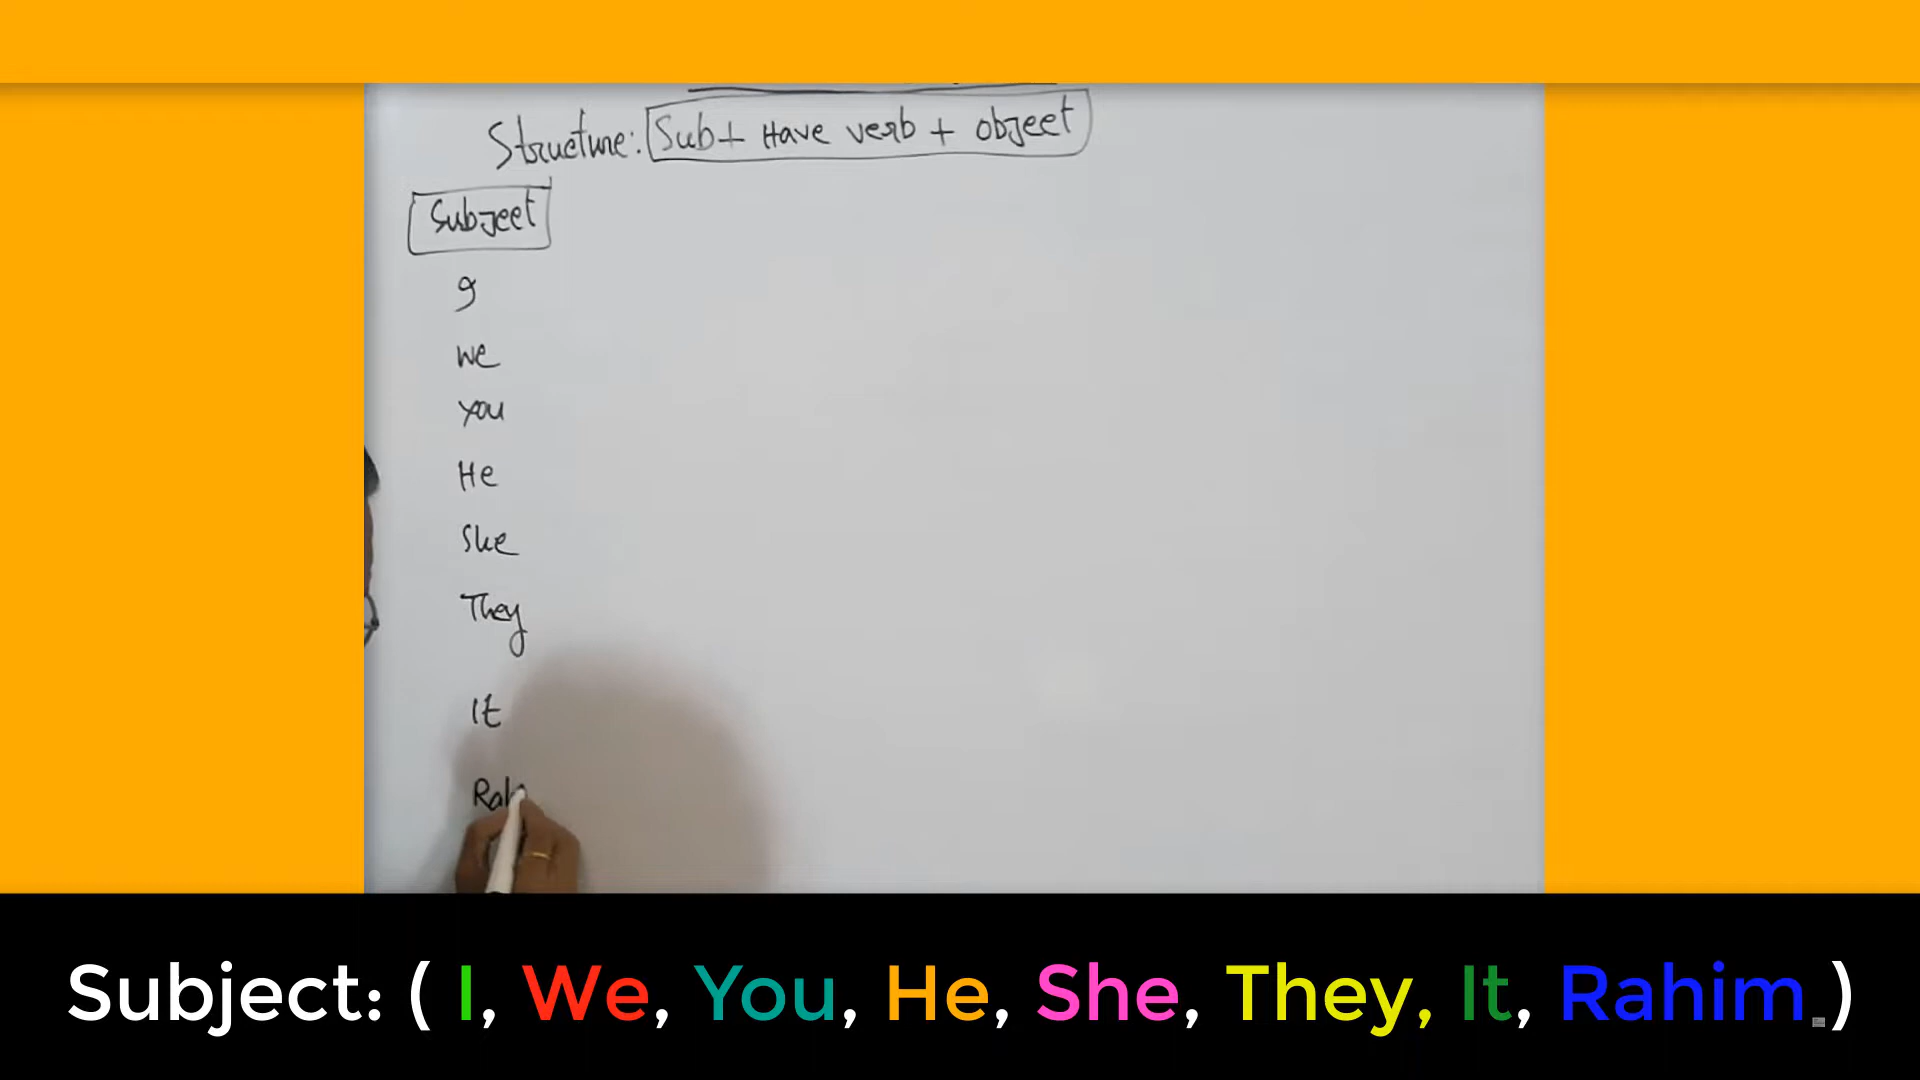 Structure: Sub + Have verb + object
Subject
I
we
you
He
She
They
It
Rah
Subject: ( I, We, You, He, She, They, It, Rahim.)